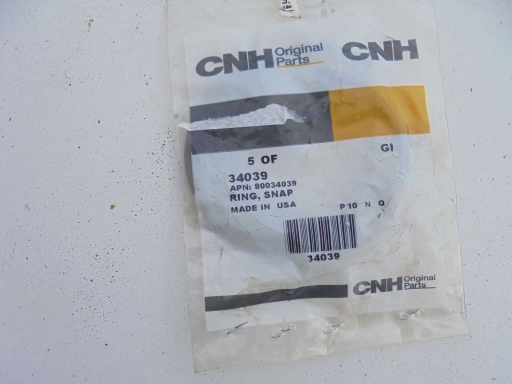 CNH Original Parts CNH
5 OF GI
34039
APN: 80034039
RING, SNAP
MADE IN USA P10 N Q
34039
CNH Original Parts